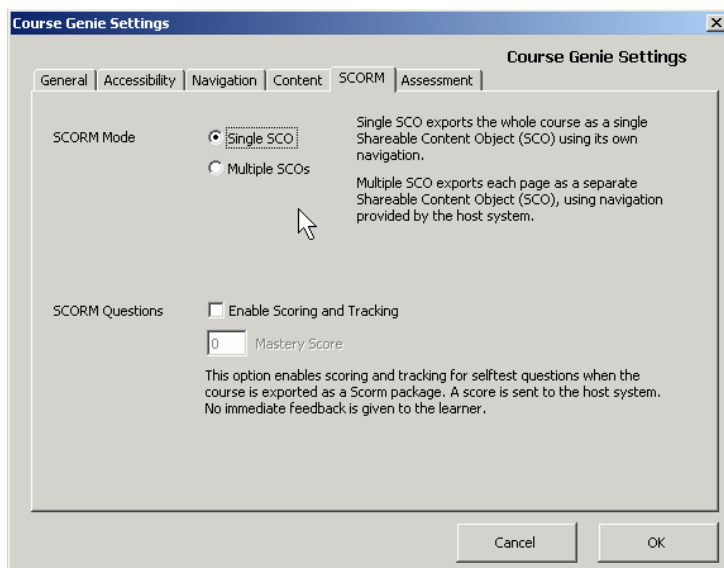 Course Genie Settings
Course Genie Settings
General Accessibility Navigation Content SCORM Assessment
SCORM Mode
Single SCO
Multiple SCOs
Single SCO exports the whole course as a single
Shareable Content Object (SCO) using its own
navigation.
Multiple SCO exports each page as a separate
Shareable Content Object (SCO), using navigation
provided by the host system.
SCORM Questions
Enable Scoring and Tracking
0 Mastery Score
This option enables scoring and tracking for selftest questions when the
course is exported as a Scorm package. A score is sent to the host system.
No immediate feedback is given to the learner.
Cancel OK